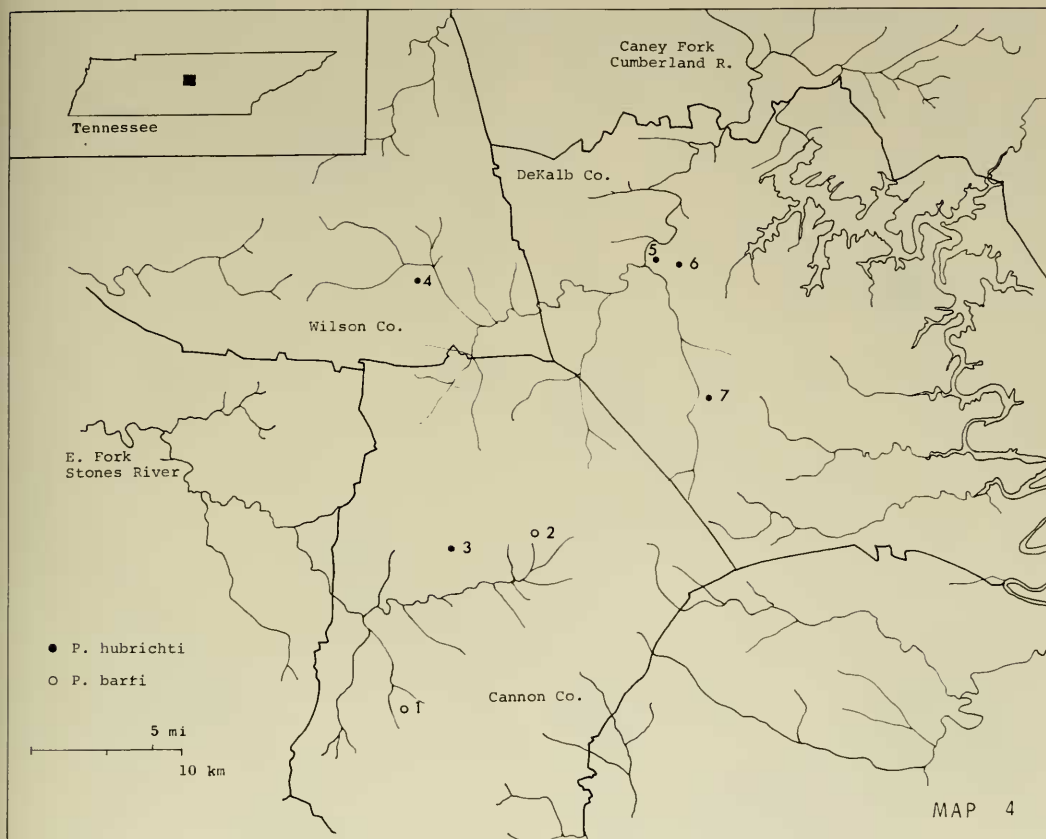 Tennessee
Caney Fork
Cumberland R.
DeKalb Co.
5
6
4
Wilson Co.
7
E. Fork
Stones River
2
3
P. hubrichti
P. barri
1
Cannon Co.
5 mi
10 km
MAP 4